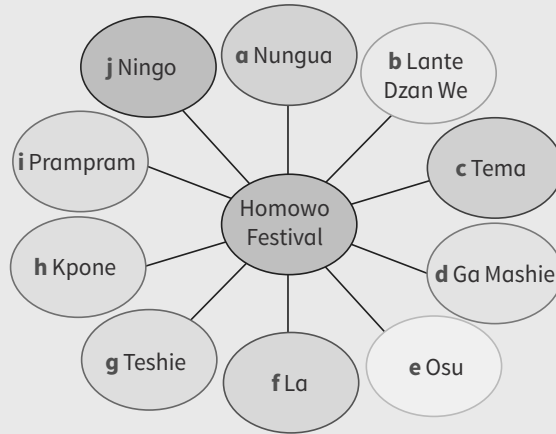 a Nungua
b Lante
Dzan We
c Tema
d Ga Mashie
e Osu
f La
g Teshie
h Kpone
i Prampram
j Ningo
Homowo
Festival